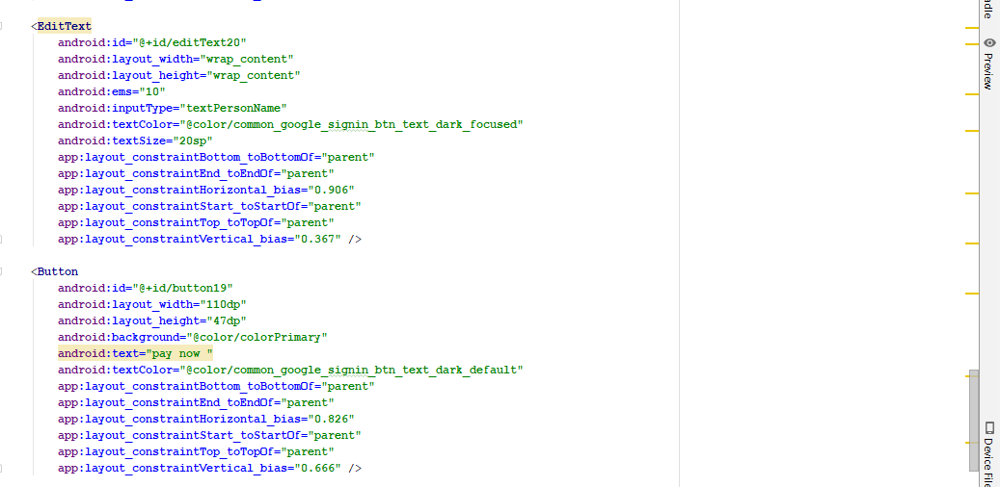 <EditText
android:id="@+id/editText20"
android:layout_width="wrap_content"
android:layout_height="wrap_content"
android:ems="10"
android:inputType="textPersonName"
android:textColor="@color/common_google_signin_btn_text_dark_focused"
android:textSize="20sp"
app:layout_constraintBottom_toBottomOf="parent"
app:layout_constraintEnd_toEndOf="parent"
app:layout_constraintHorizontal_bias="0.906"
app:layout_constraintStart_toStartOf="parent"
app:layout_constraintTop_toTopOf="parent"
app:layout_constraintVertical_bias="0.367" />
<Button
android:id="@+id/button19"
android:layout_width="110dp"
android:layout_height="47dp"
android:background="@color/colorPrimary"
android:text="pay now "
android:textColor="@color/common_google_signin_btn_text_dark_default"
app:layout_constraintBottom_toBottomOf="parent"
app:layout_constraintEnd_toEndOf="parent"
app:layout_constraintHorizontal_bias="0.826"
app:layout_constraintStart_toStartOf="parent"
app:layout_constraintTop_toTopOf="parent"
app:layout_constraintVertical_bias="0.666" />
Preview
Device File